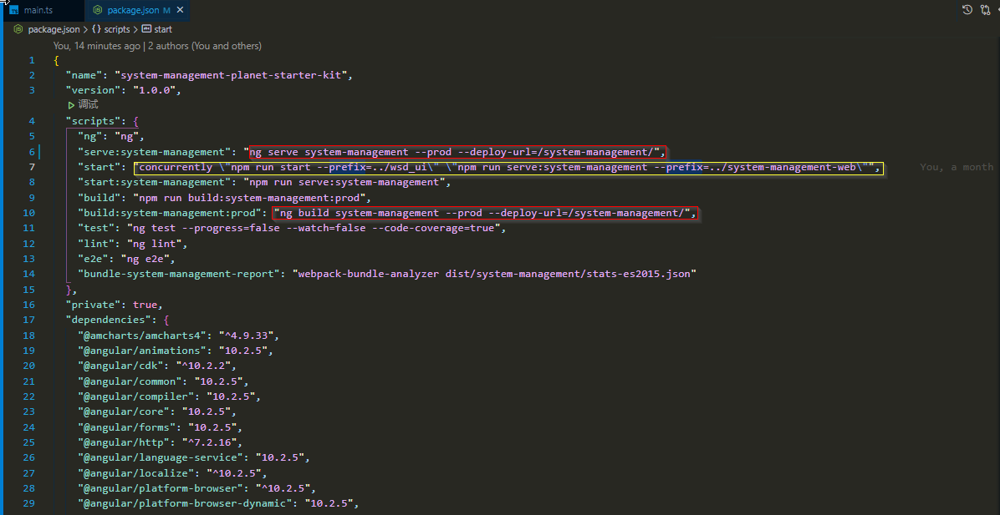 main.ts
package.json M
package.json > {} scripts > start
You, 14 minutes ago | 2 authors (You and others)
1 {
2 "name": "system-management-planet-starter-kit",
3 "version": "1.0.0",
调试
4 "scripts": {
5 "ng": "ng",
6 "serve:system-management": "ng serve system-management --prod --deploy-url=/system-management/",
7 "start": "concurrently \"npm run start --prefix=../wsd_ui\" \"npm run serve:system-management --prefix=../system-management-web\"", You, a month
8 "start:system-management": "npm run serve:system-management",
9 "build": "npm run build:system-management:prod",
10 "build:system-management:prod": "ng build system-management --prod --deploy-url=/system-management/",
11 "test": "ng test --progress=false --watch=false --code-coverage=true",
12 "lint": "ng lint",
13 "e2e": "ng e2e",
14 "bundle-system-management-report": "webpack-bundle-analyzer dist/system-management/stats-es2015.json"
15 },
16 "private": true,
17 "dependencies": {
18 "@amcharts/amcharts4": "^4.9.33",
19 "@angular/animations": "10.2.5",
20 "@angular/cdk": "^10.2.2",
21 "@angular/common": "10.2.5",
22 "@angular/compiler": "10.2.5",
23 "@angular/core": "10.2.5",
24 "@angular/forms": "10.2.5",
25 "@angular/http": "^7.2.16",
26 "@angular/language-service": "10.2.5",
27 "@angular/localize": "^10.2.5",
28 "@angular/platform-browser": "^10.2.5",
29 "@angular/platform-browser-dynamic": "10.2.5",